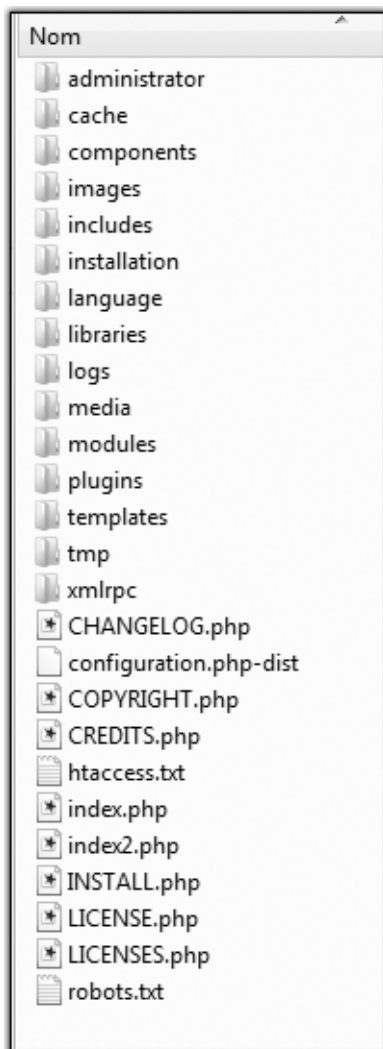 Nom
administrator
cache
components
images
includes
installation
language
libraries
logs
media
modules
plugins
templates
tmp
xmlrpc
CHANGELOG.php
configuration.php-dist
COPYRIGHT.php
CREDITS.php
htaccess.txt
index.php
index2.php
INSTALL.php
LICENSE.php
LICENSES.php
robots.txt